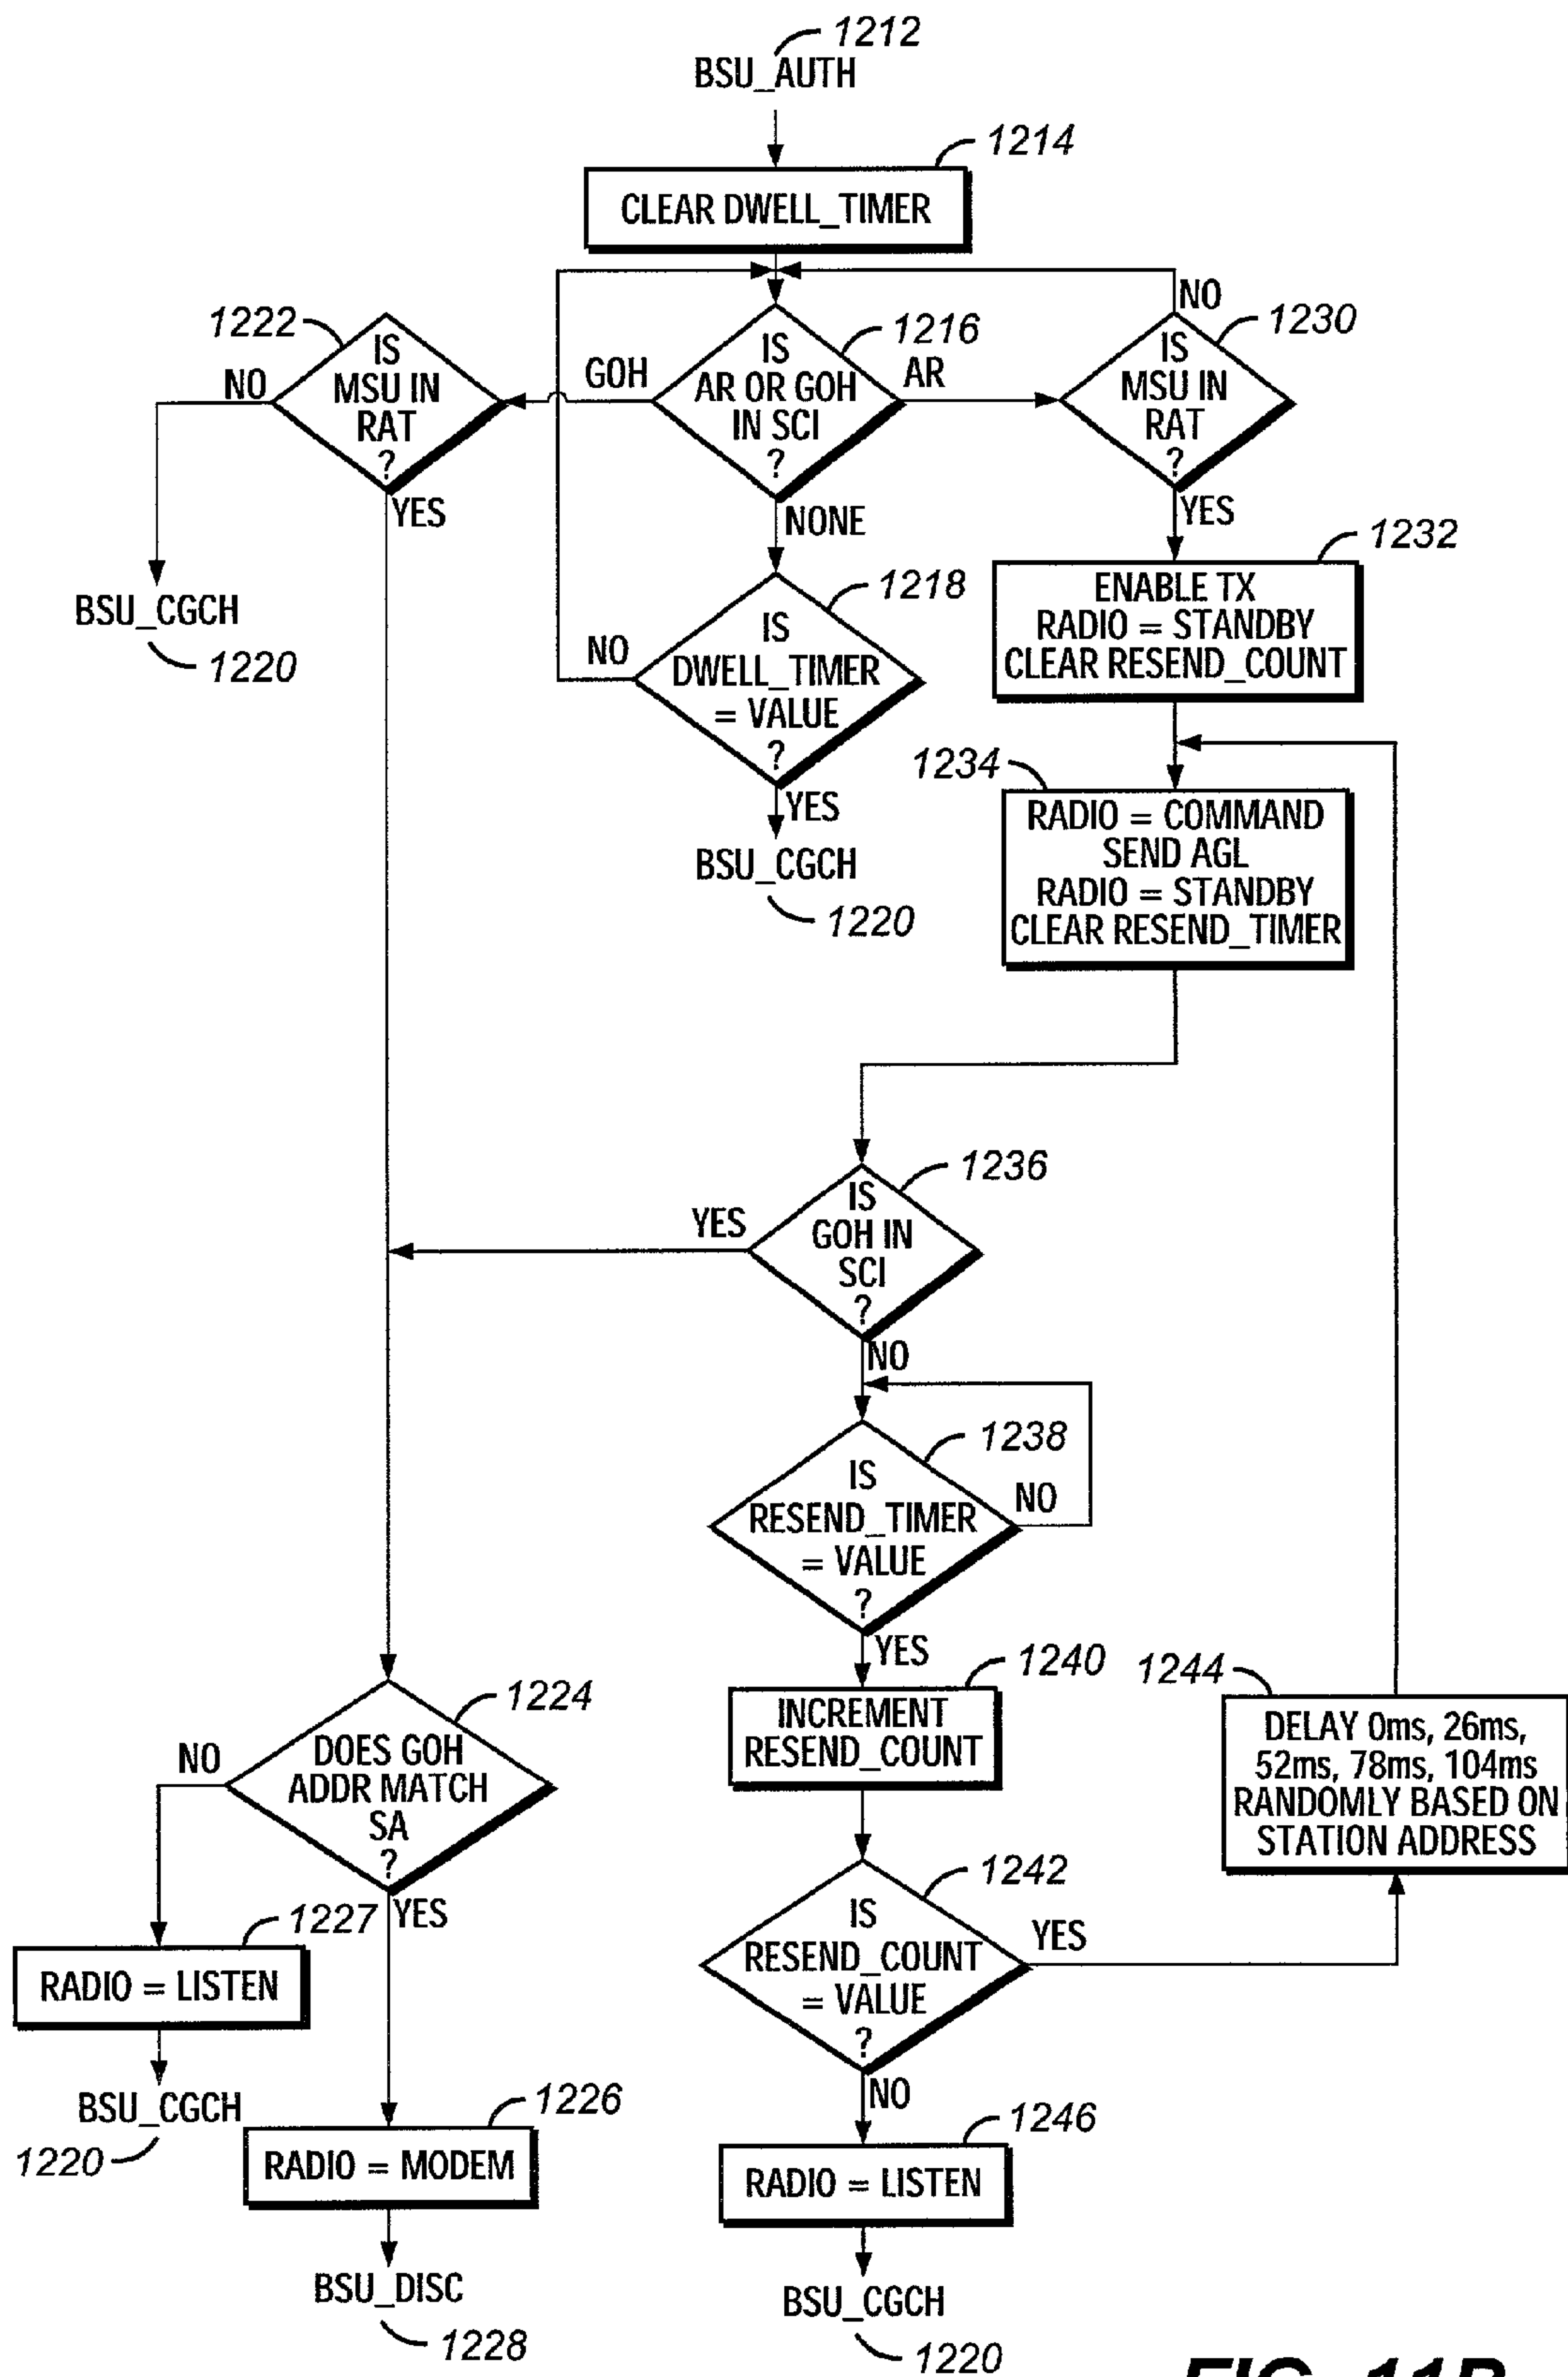 1212
BSU_AUTH
1214
CLEAR DWELL_TIMER
NO
1222
1216
1230
IS
MSU IN
RAT
?
NO
YES
GOH
IS
AR OR GOH
IN SCI
?
AR
NONE
IS
MSU IN
RAT
?
YES
BSU_CGCH
1220
1218
IS
DWELL_TIMER
= VALUE
?
NO
YES
BSU_CGCH
1220
1232
ENABLE TX
RADIO = STANDBY
CLEAR RESEND_COUNT
1234
RADIO = COMMAND
SEND AGL
RADIO = STANDBY
CLEAR RESEND_TIMER
1236
IS
GOH IN
SCI
?
YES
NO
1238
IS
RESEND_TIMER
= VALUE
?
NO
YES
1240
INCREMENT
RESEND_COUNT
1244
DELAY 0ms, 26ms,
52ms, 78ms, 104ms
RANDOMLY BASED ON
STATION ADDRESS
1224
DOES GOH
ADDR MATCH
SA
?
NO
YES
1242
IS
RESEND_COUNT
= VALUE
?
YES
NO
1227
RADIO = LISTEN
BSU_CGCH
1220
1226
RADIO = MODEM
BSU_DISC
1228
1246
RADIO = LISTEN
BSU_CGCH
1220